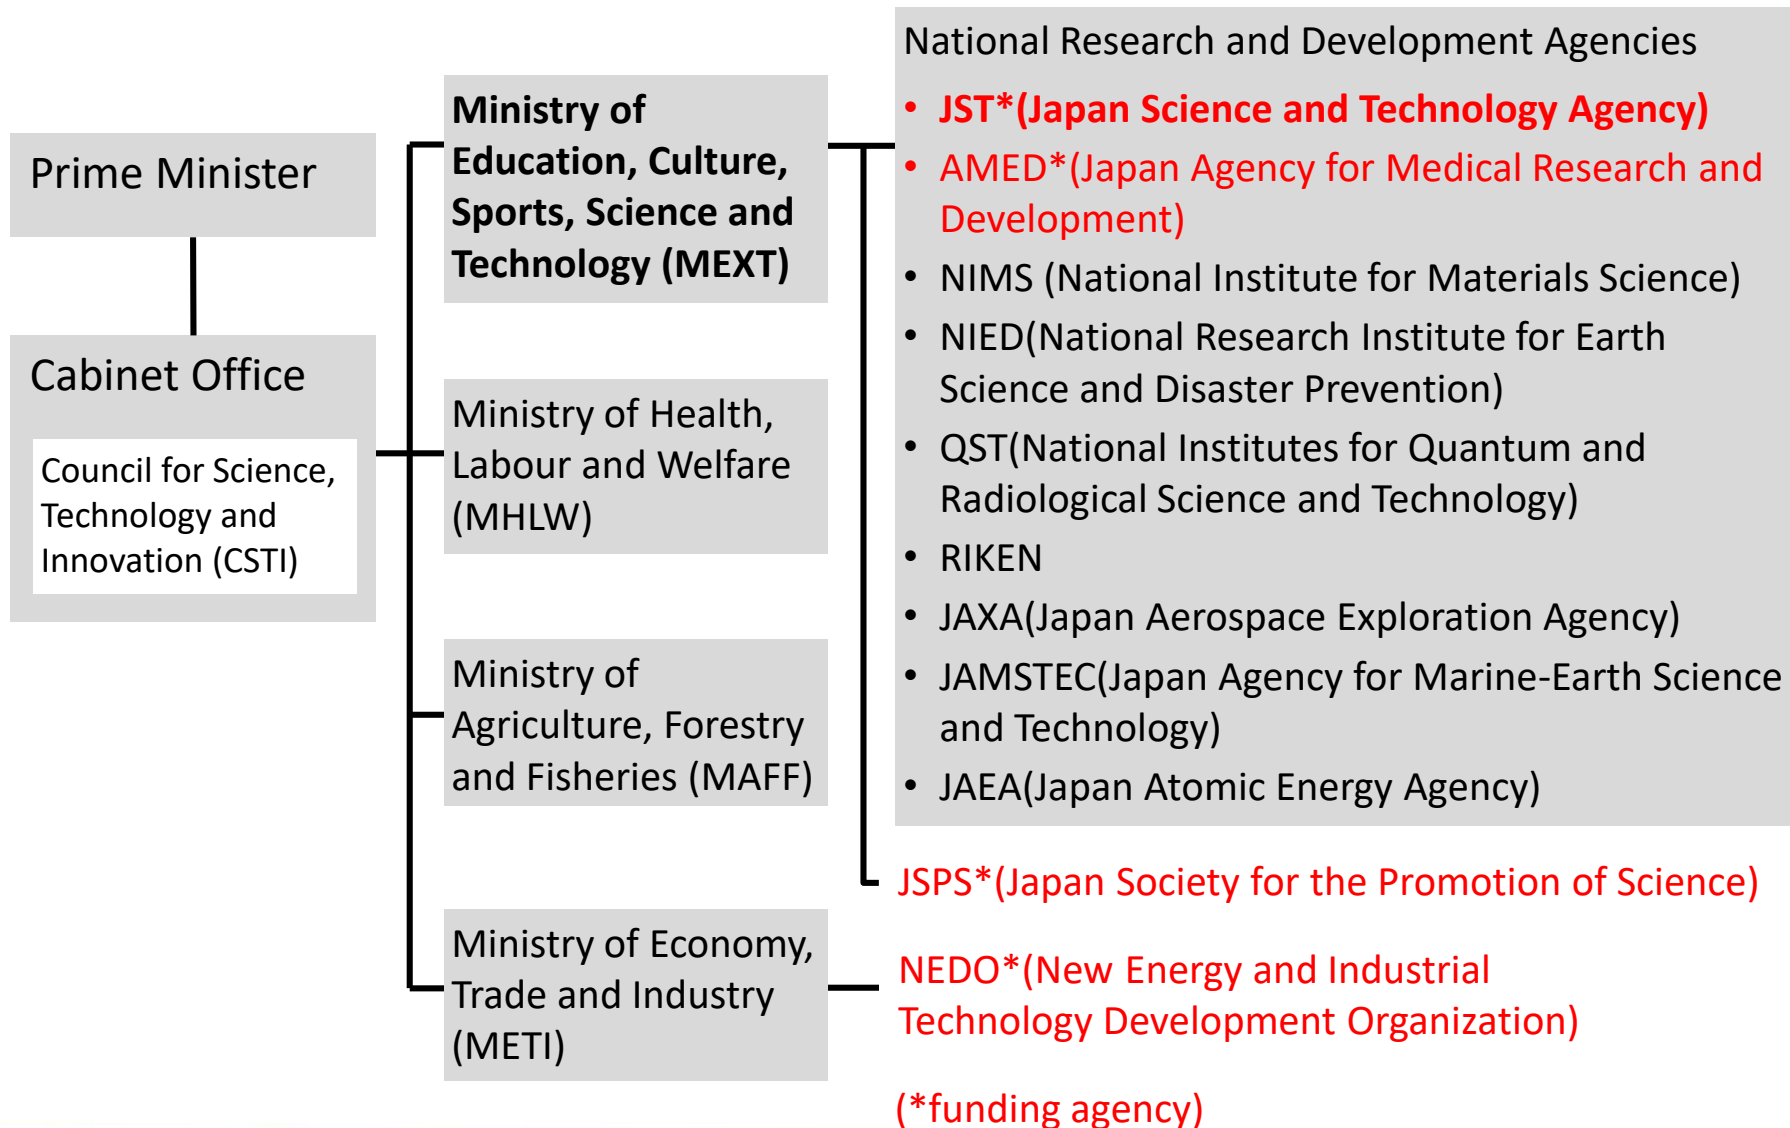 Prime Minister
Cabinet Office
Council for Science,
Technology and
Innovation (CSTI)
Ministry of
Education, Culture,
Sports, Science and
Technology (MEXT)
Ministry of Health,
Labour and Welfare
(MHLW)
Ministry of
Agriculture, Forestry
and Fisheries (MAFF)
Ministry of Economy,
Trade and Industry
(METI)
National Research and Development Agencies
• JST*(Japan Science and Technology Agency)
• AMED*(Japan Agency for Medical Research and
Development)
• NIMS (National Institute for Materials Science)
• NIED(National Research Institute for Earth
Science and Disaster Prevention)
• QST(National Institutes for Quantum and
Radiological Science and Technology)
• RIKEN
• JAXA(Japan Aerospace Exploration Agency)
• JAMSTEC(Japan Agency for Marine-Earth Science
and Technology)
• JAEA(Japan Atomic Energy Agency)
JSPS*(Japan Society for the Promotion of Science)
NEDO*(New Energy and Industrial
Technology Development Organization)
(*funding agency)